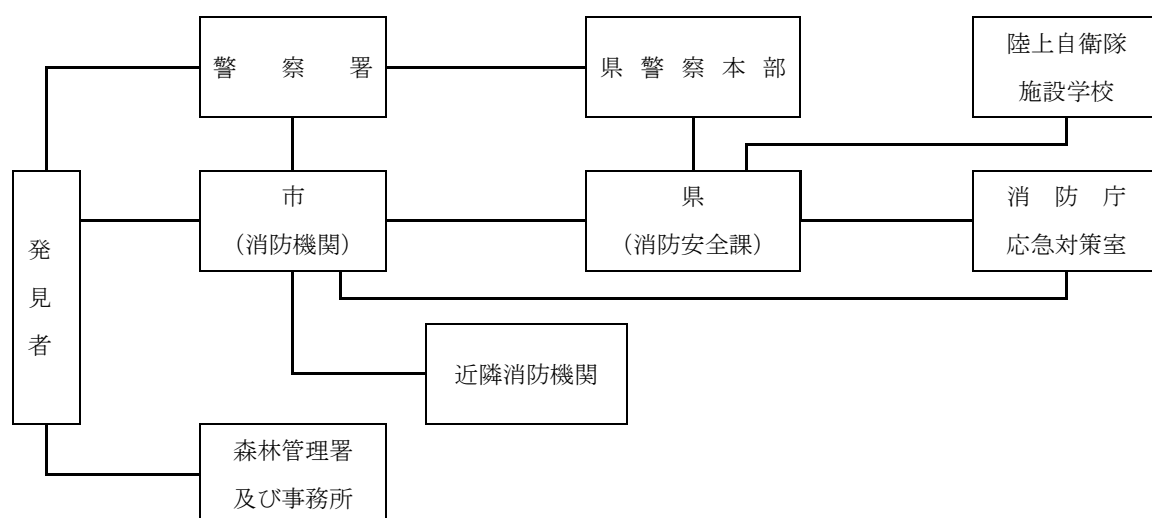 警察署
県警察本部
陸上自衛隊
施設学校
市
（消防機関）
県
（消防安全課）
消防庁
応急対策室
発見者
近隣消防機関
森林管理署
及び事務所